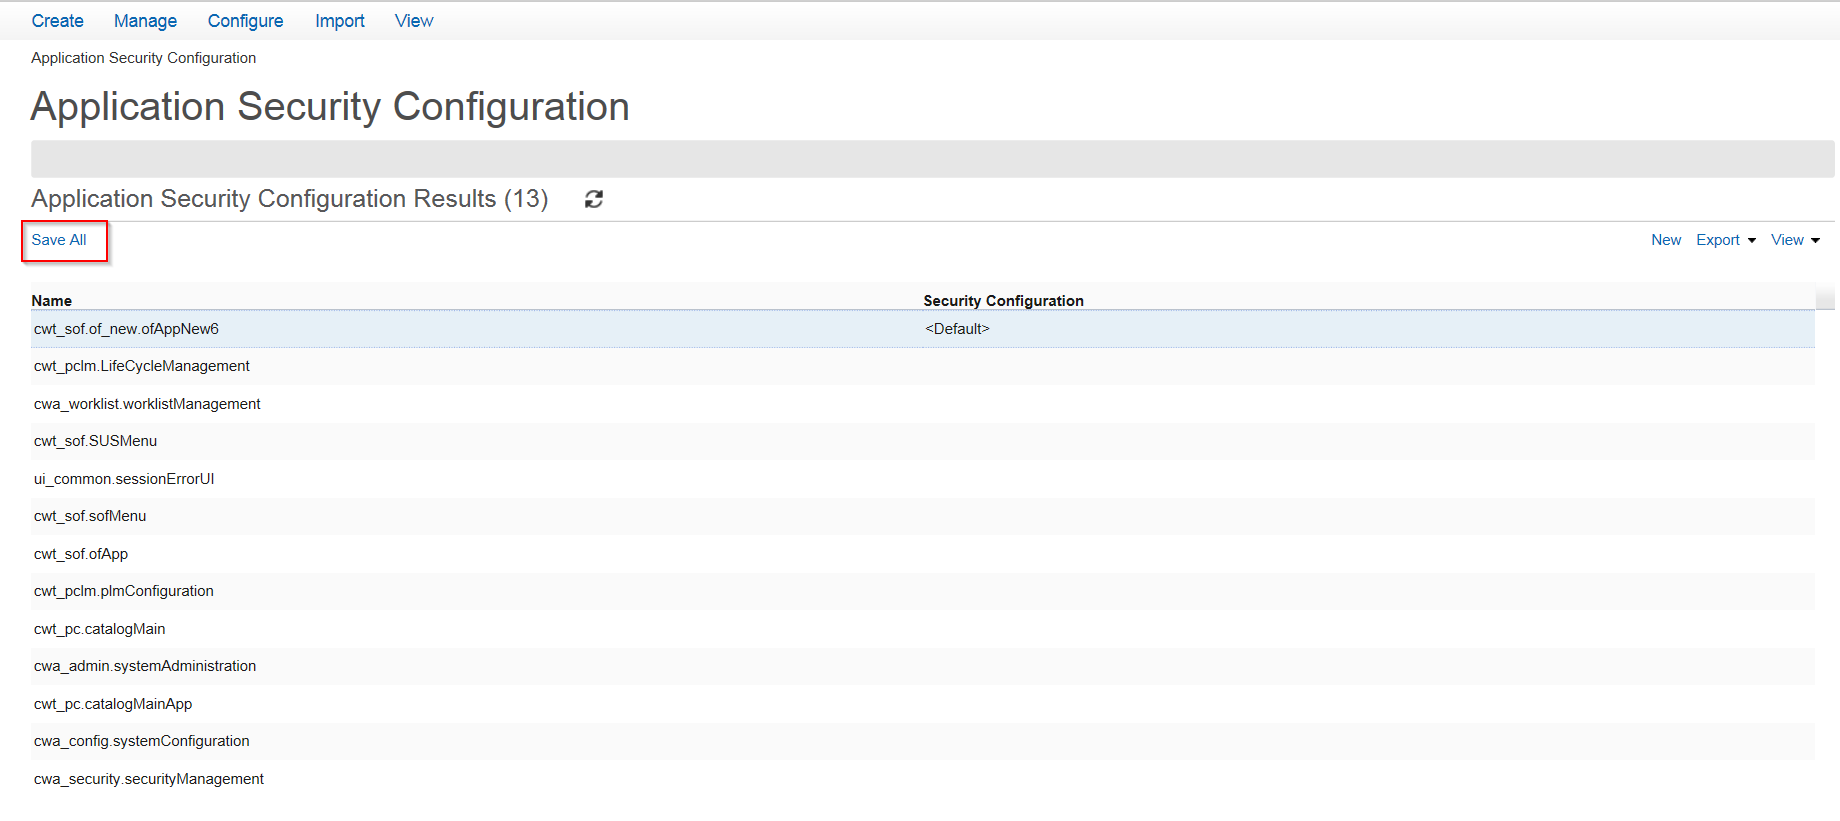 Create Manage Configure Import View
Application Security Configuration
Application Security Configuration
Application Security Configuration Results (13)
Save All New Export View
Name Security Configuration
cwt_sof.of_new.ofAppNew6 <Default>
cwt_pclm.LifeCycleManagement
cwa_worklist.worklistManagement
cwt_sof.SUSMenu
ui_common.sessionErrorUI
cwt_sof.sofMenu
cwt_sof.ofApp
cwt_pclm.plmConfiguration
cwt_pc.catalogMain
cwa_admin.systemAdministration
cwt_pc.catalogMainApp
cwa_config.systemConfiguration
cwa_security.securityManagement